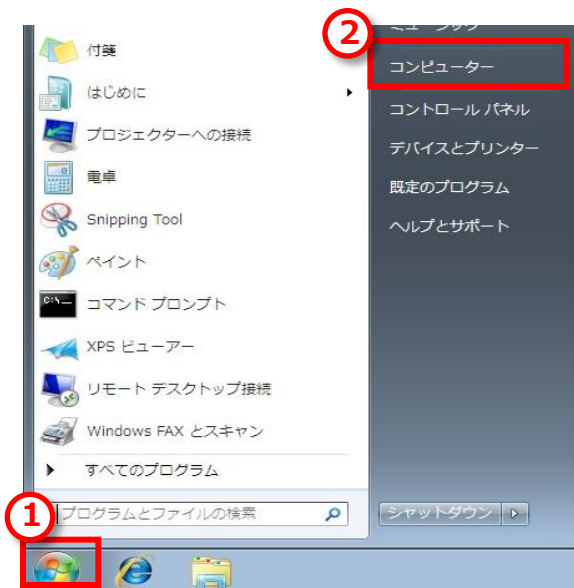 付箋
はじめに
プロジェクターへの接続
電卓
Snipping Tool
ペイント
コマンド プロンプト
XPS ビューアー
リモート デスクトップ接続
Windows FAX とスキャン
すべてのプログラム
1
プログラムとファイルの検索
2
ミュージック
コンピューター
コントロール パネル
デバイスとプリンター
既定のプログラム
ヘルプとサポート
シャットダウン